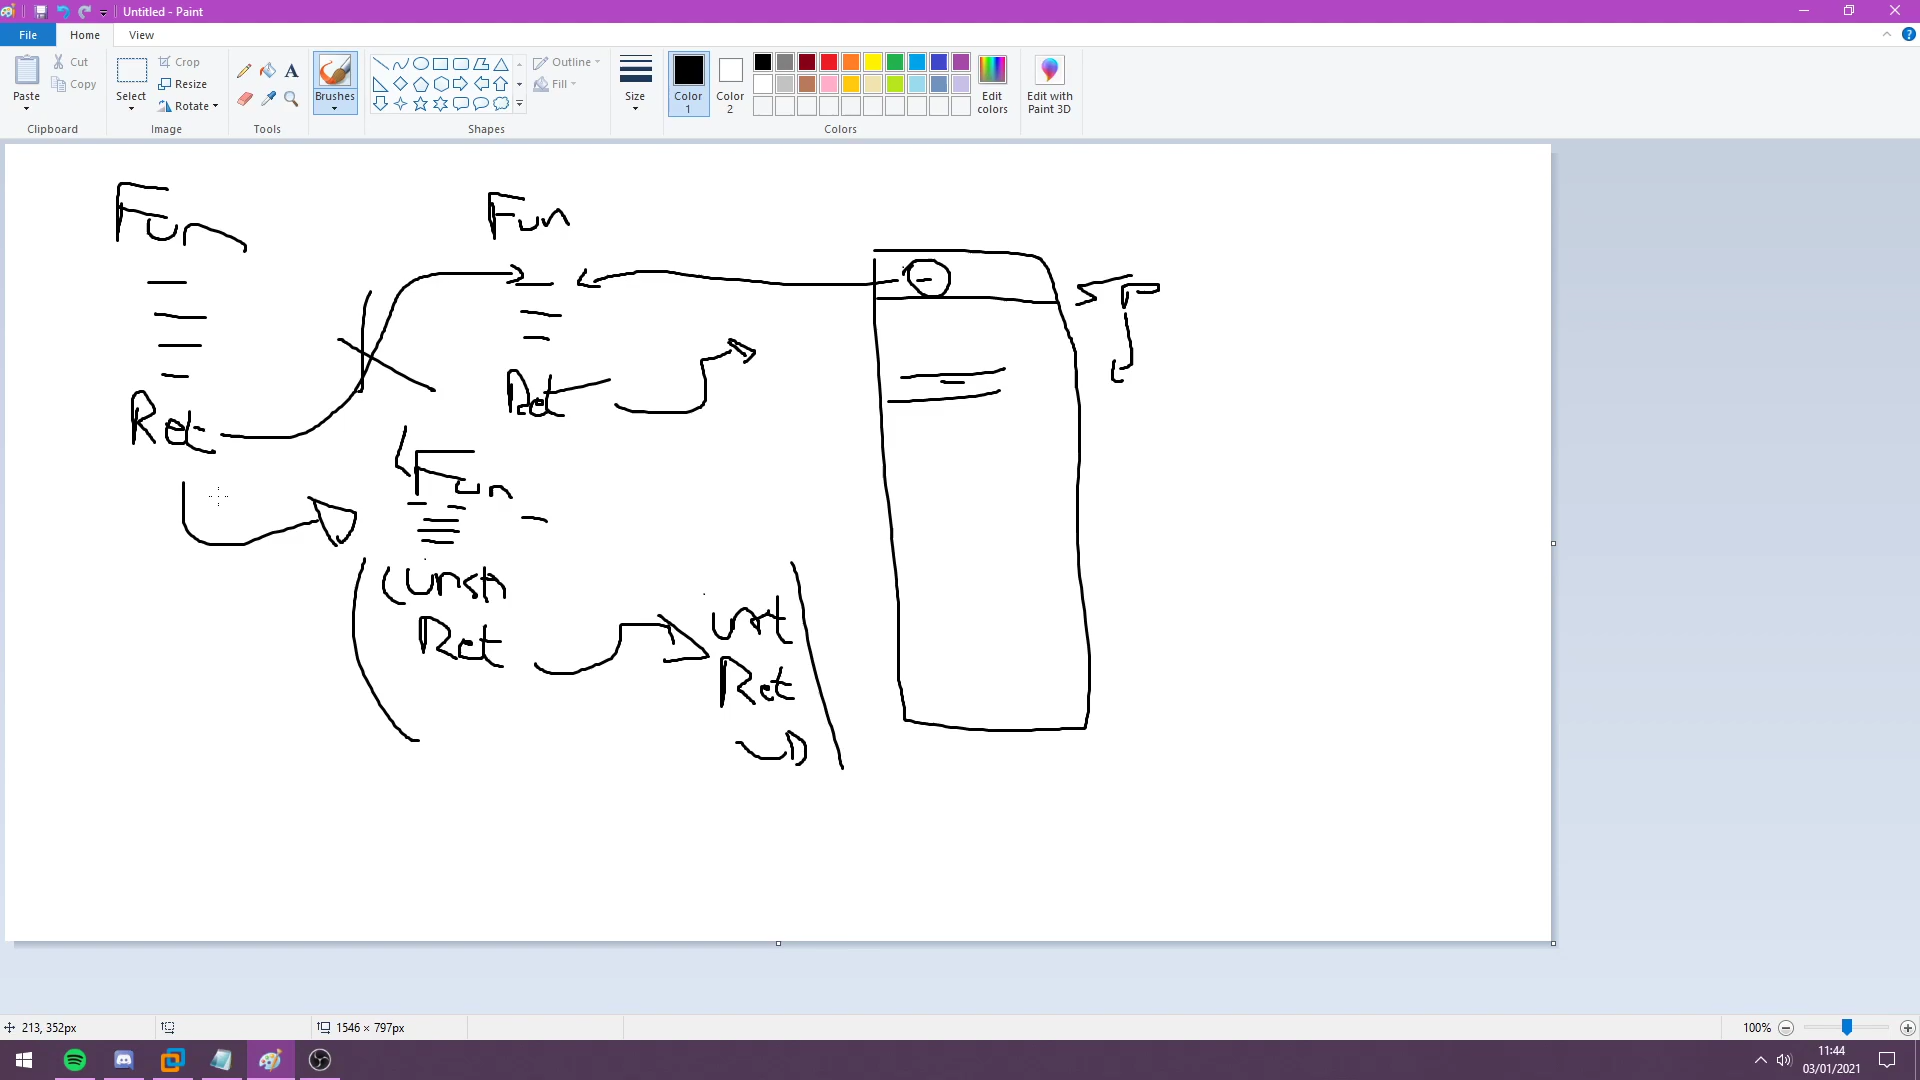 Untitled - Paint
File
Home
View
Paste
Cut
Copy
Clipboard
Select
Crop
Resize
Rotate
Image
Tools
Brushes
Outline
Fill
Shapes
Size
Color
1
Color
2
Colors
Edit
colors
Edit with
Paint 3D
Fun
Fun
Ret
Ret
Fun
Ret
Ret
213, 352px
1546 × 797px
100%
11:44
03/01/2021